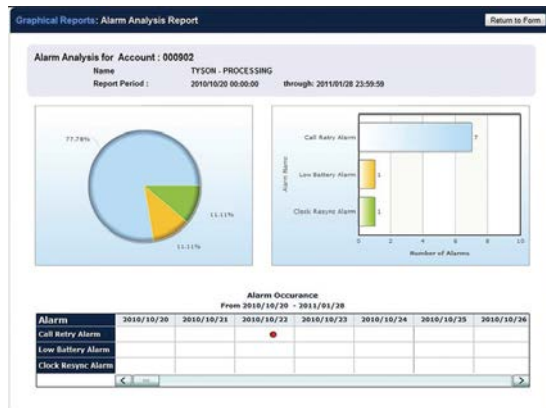 Graphical Reports: Alarm Analysis Report
Return to Form
Alarm Analysis for Account : 000902
Name TYSON - PROCESSING
Report Period : 2010/10/20 00:00:00 through: 2011/01/28 23:59:59
77.78%
11.11%
11.11%
Alarm Name
Call Retry Alarm 7
Low Battery Alarm 1
Clock Resync Alarm 1
0 2 4 6 8 10
Number of Alarms
Alarm Occurance
From 2010/10/20 - 2011/01/28
Alarm 2010/10/20 2010/10/21 2010/10/22 2010/10/23 2010/10/24 2010/10/25 2010/10/26
Call Retry Alarm
Low Battery Alarm
Clock Resync Alarm